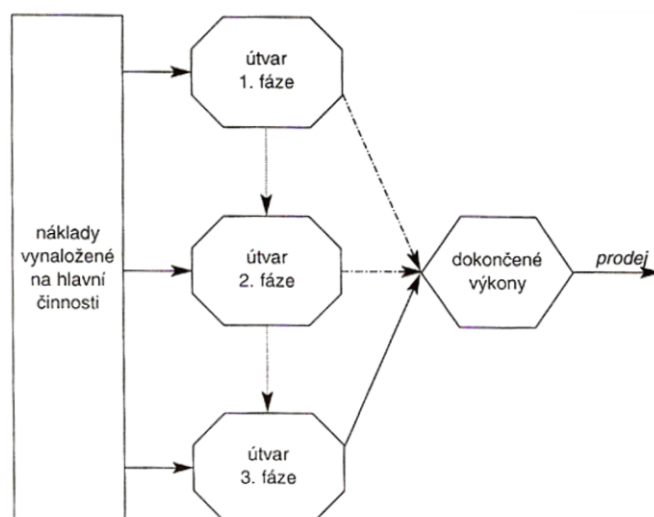 útvar
1. fáze
náklady
vynaložené
na hlavní
činnosti
útvar
2. fáze
dokončené
výkony
prodej
útvar
3. fáze